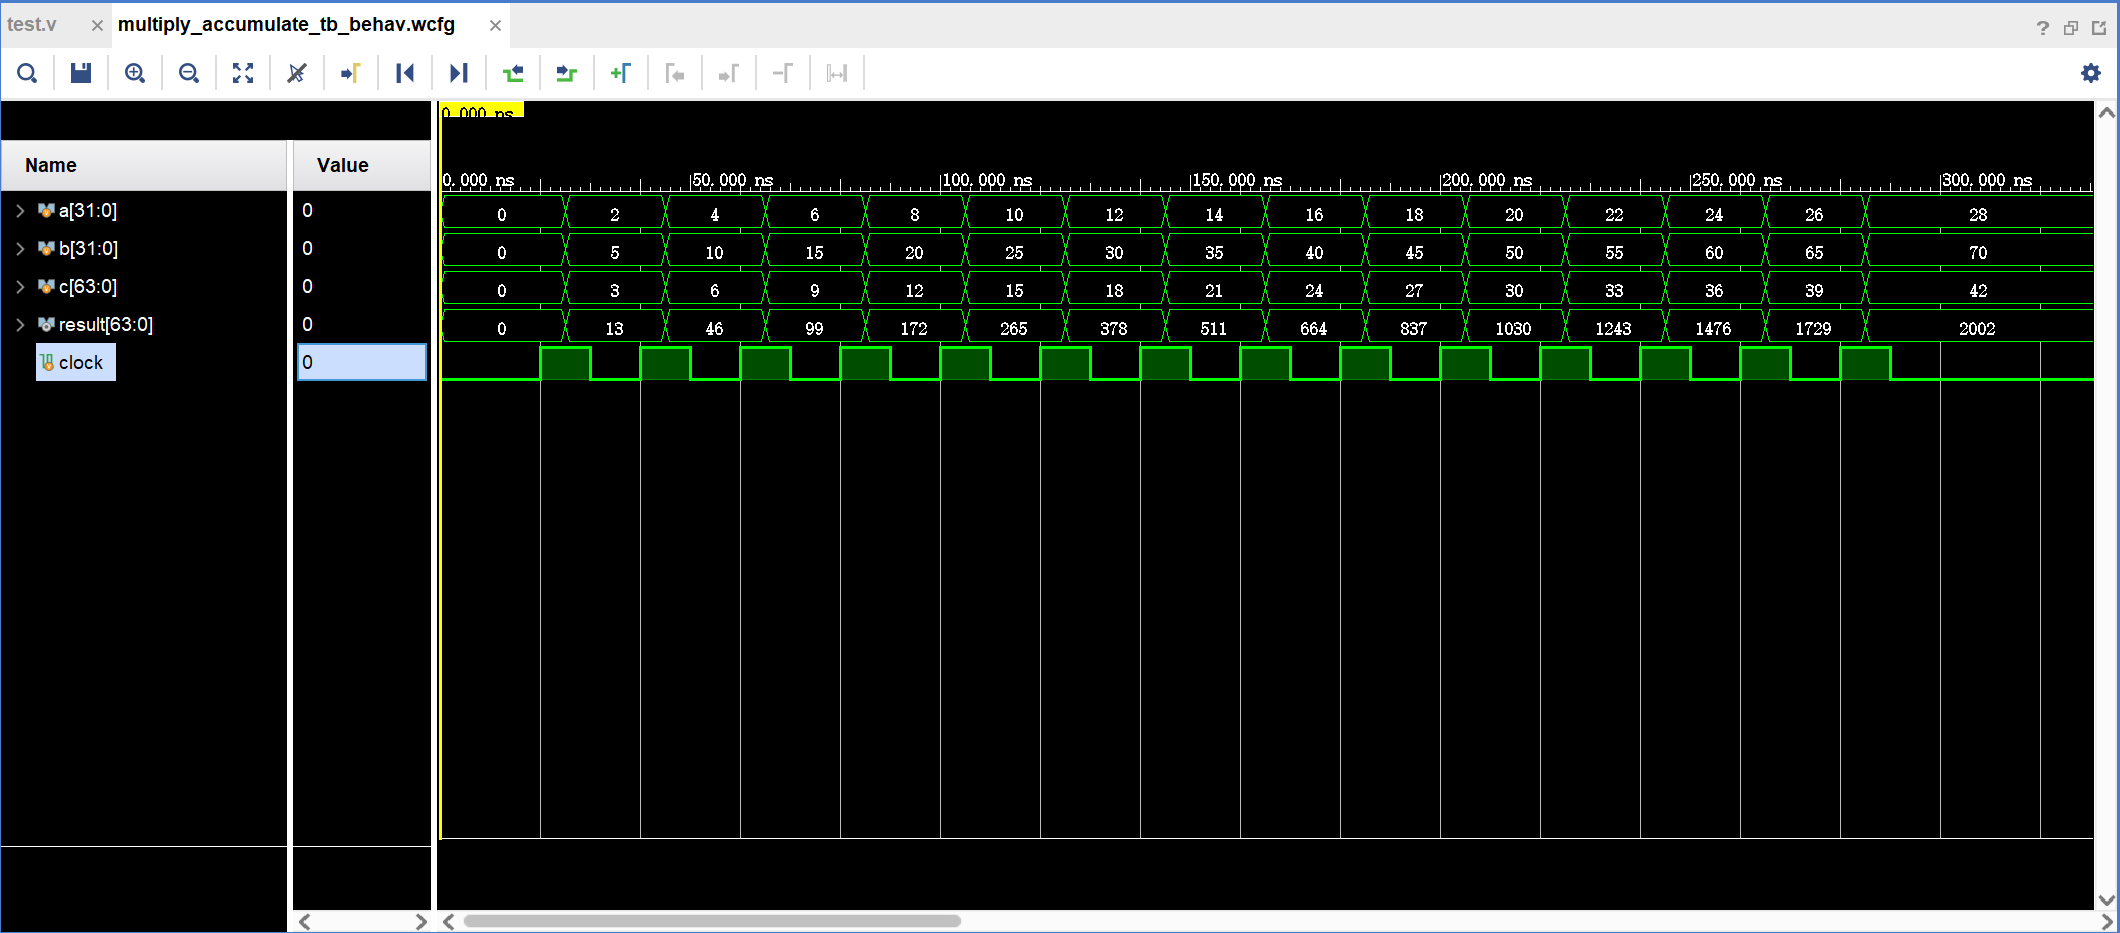 test.v multiply_accumulate_tb_behav.wcfg
0.000 ns
Name Value
0.000 ns 50.000 ns 100.000 ns 150.000 ns 200.000 ns 250.000 ns 300.000 ns
a[31:0] 0 0 2 4 6 8 10 12 14 16 18 20 22 24 26 28
b[31:0] 0 0 5 10 15 20 25 30 35 40 45 50 55 60 65 70
c[63:0] 0 0 3 6 9 12 15 18 21 24 27 30 33 36 39 42
result[63:0] 0 0 13 46 99 172 265 378 511 664 837 1030 1243 1476 1729 2002
clock 0